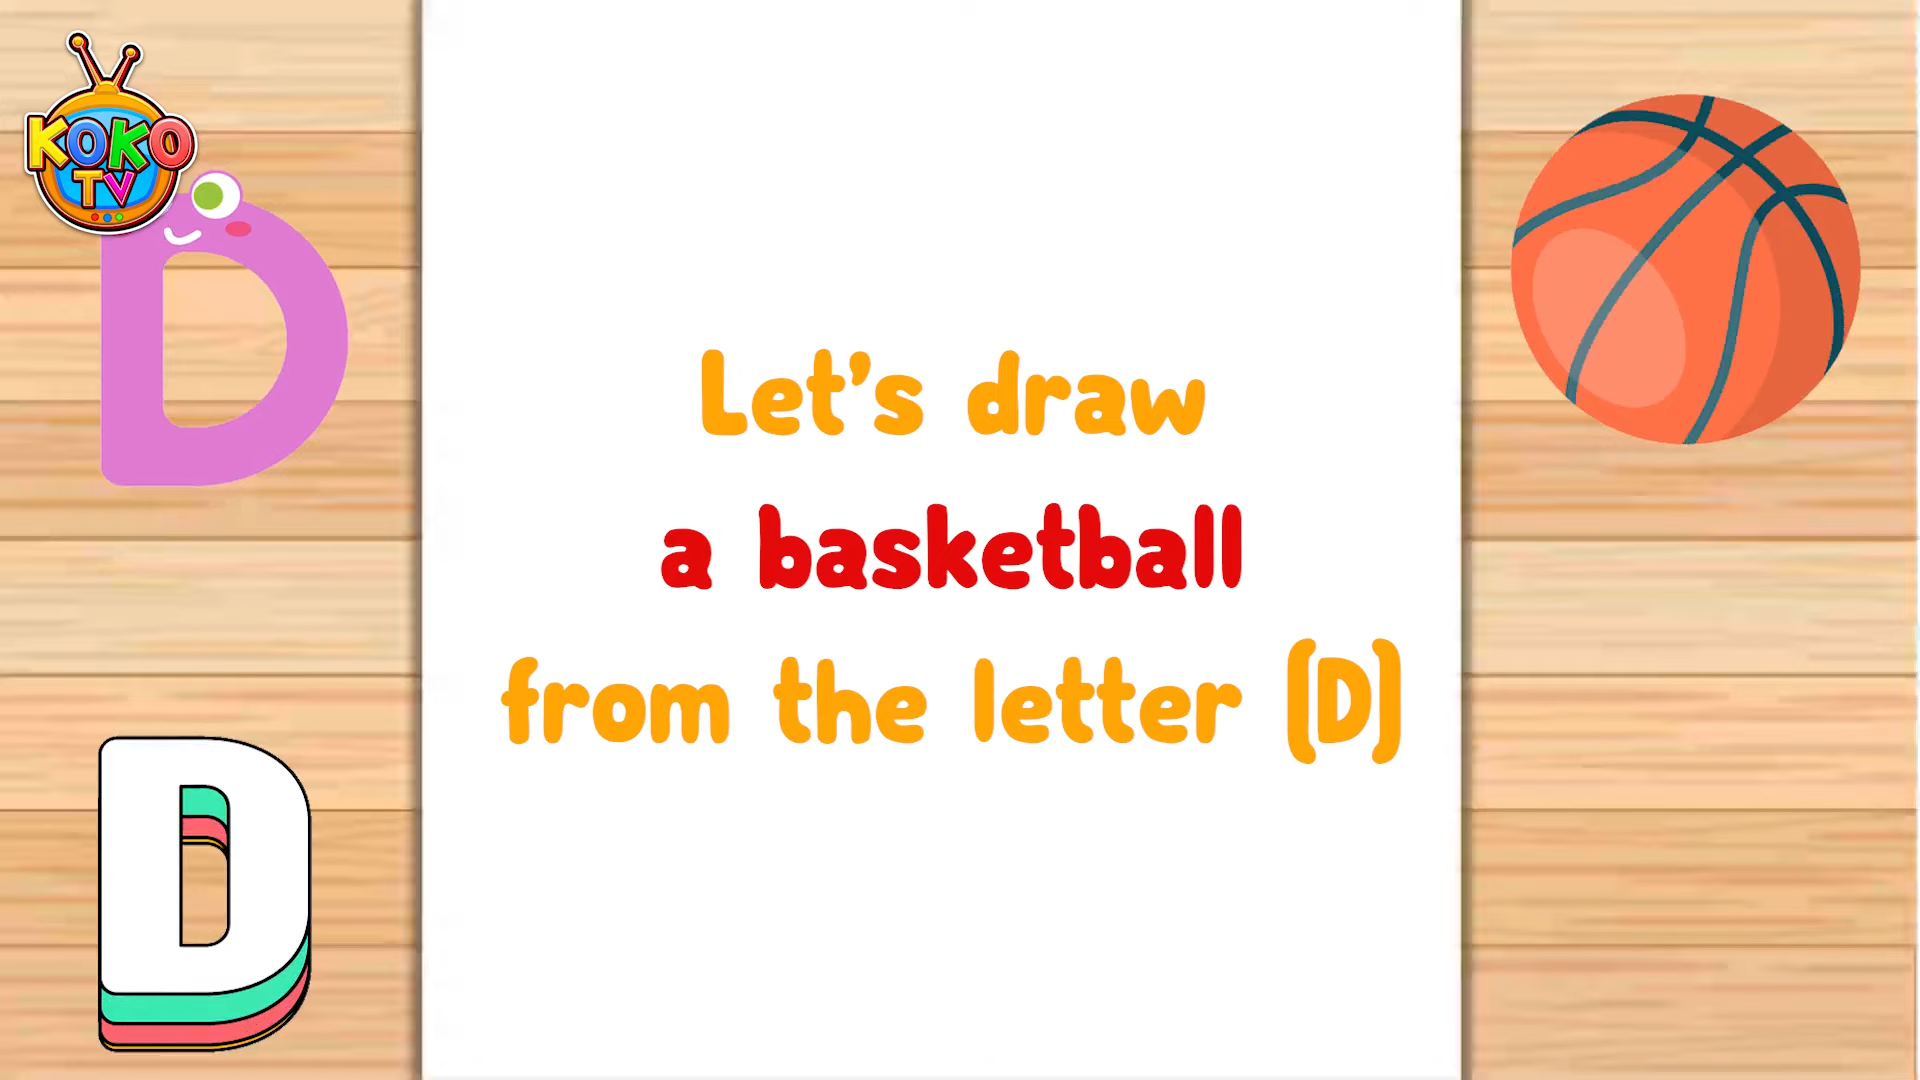 KOKO
TV
D
Let's draw
a basketball
from the letter (D)
D